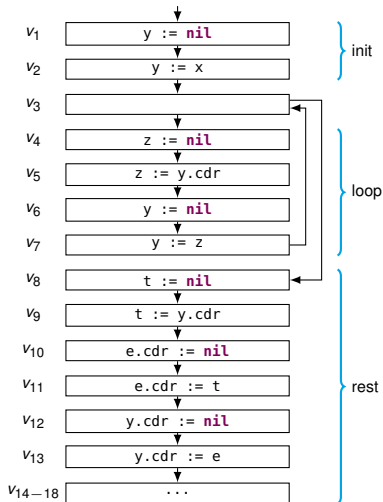 v1 y := nil
v2 y := x
init
v3
v4 z := nil
v5 z := y.cdr
v6 y := nil
loop
v7 y := z
v8 t := nil
v9 t := y.cdr
v10 e.cdr := nil
v11 e.cdr := t
rest
v12 y.cdr := nil
v13 y.cdr := e
v14−18 ...